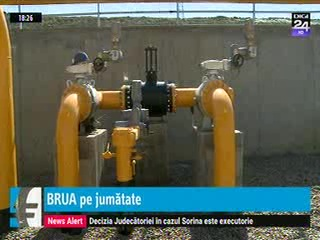 18:26
DIGI
24
HD
BRUA pe jumătate
News Alert Decizia Judecătoriei în cazul Sorina este executorie